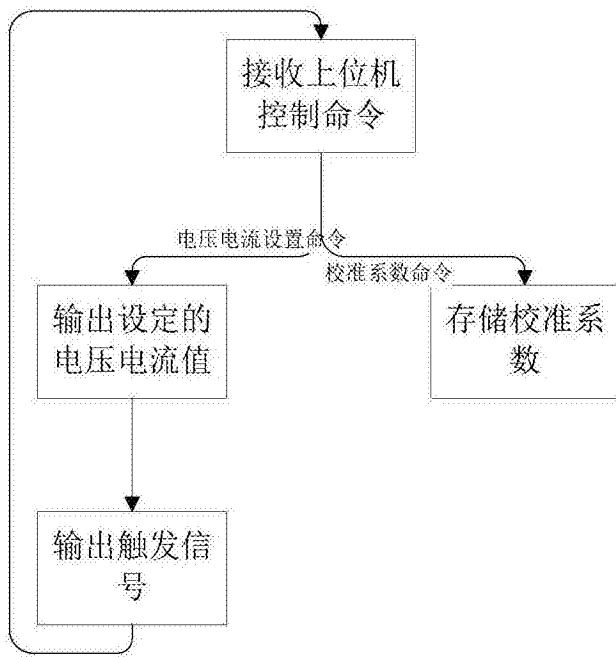 接收上位机
控制命令
电压电流设置命令
校准系数命令
输出设定的
电压电流值
存储校准系
数
输出触发信
号